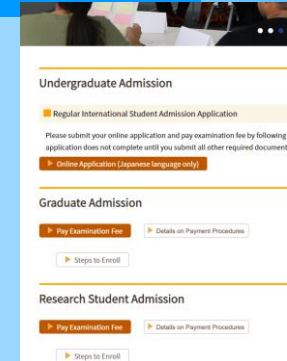 Undergraduate Admission
Regular International Student Admission Application
Please submit your online application and pay examination fee by following
application does not complete until you submit all other required document
Online Application (Japanese language only)
Graduate Admission
Pay Examination Fee Details on Payment Procedures
Steps to Enroll
Research Student Admission
Pay Examination Fee Details on Payment Procedures
Steps to Enroll